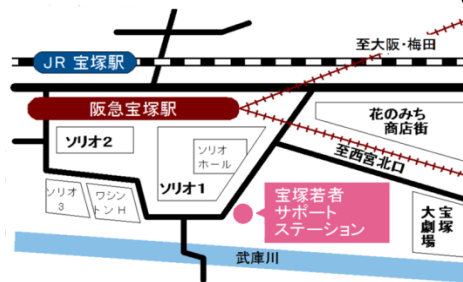 至大阪・梅田
JR 宝塚駅
阪急宝塚駅
花のみち
商店街
ソリオ2
ソリオ
ホール
至西宮北口
ソリオ1
ソリオ
3
ワシン
トンH
宝塚若者
サポート
ステーション
宝塚
大劇場
武庫川